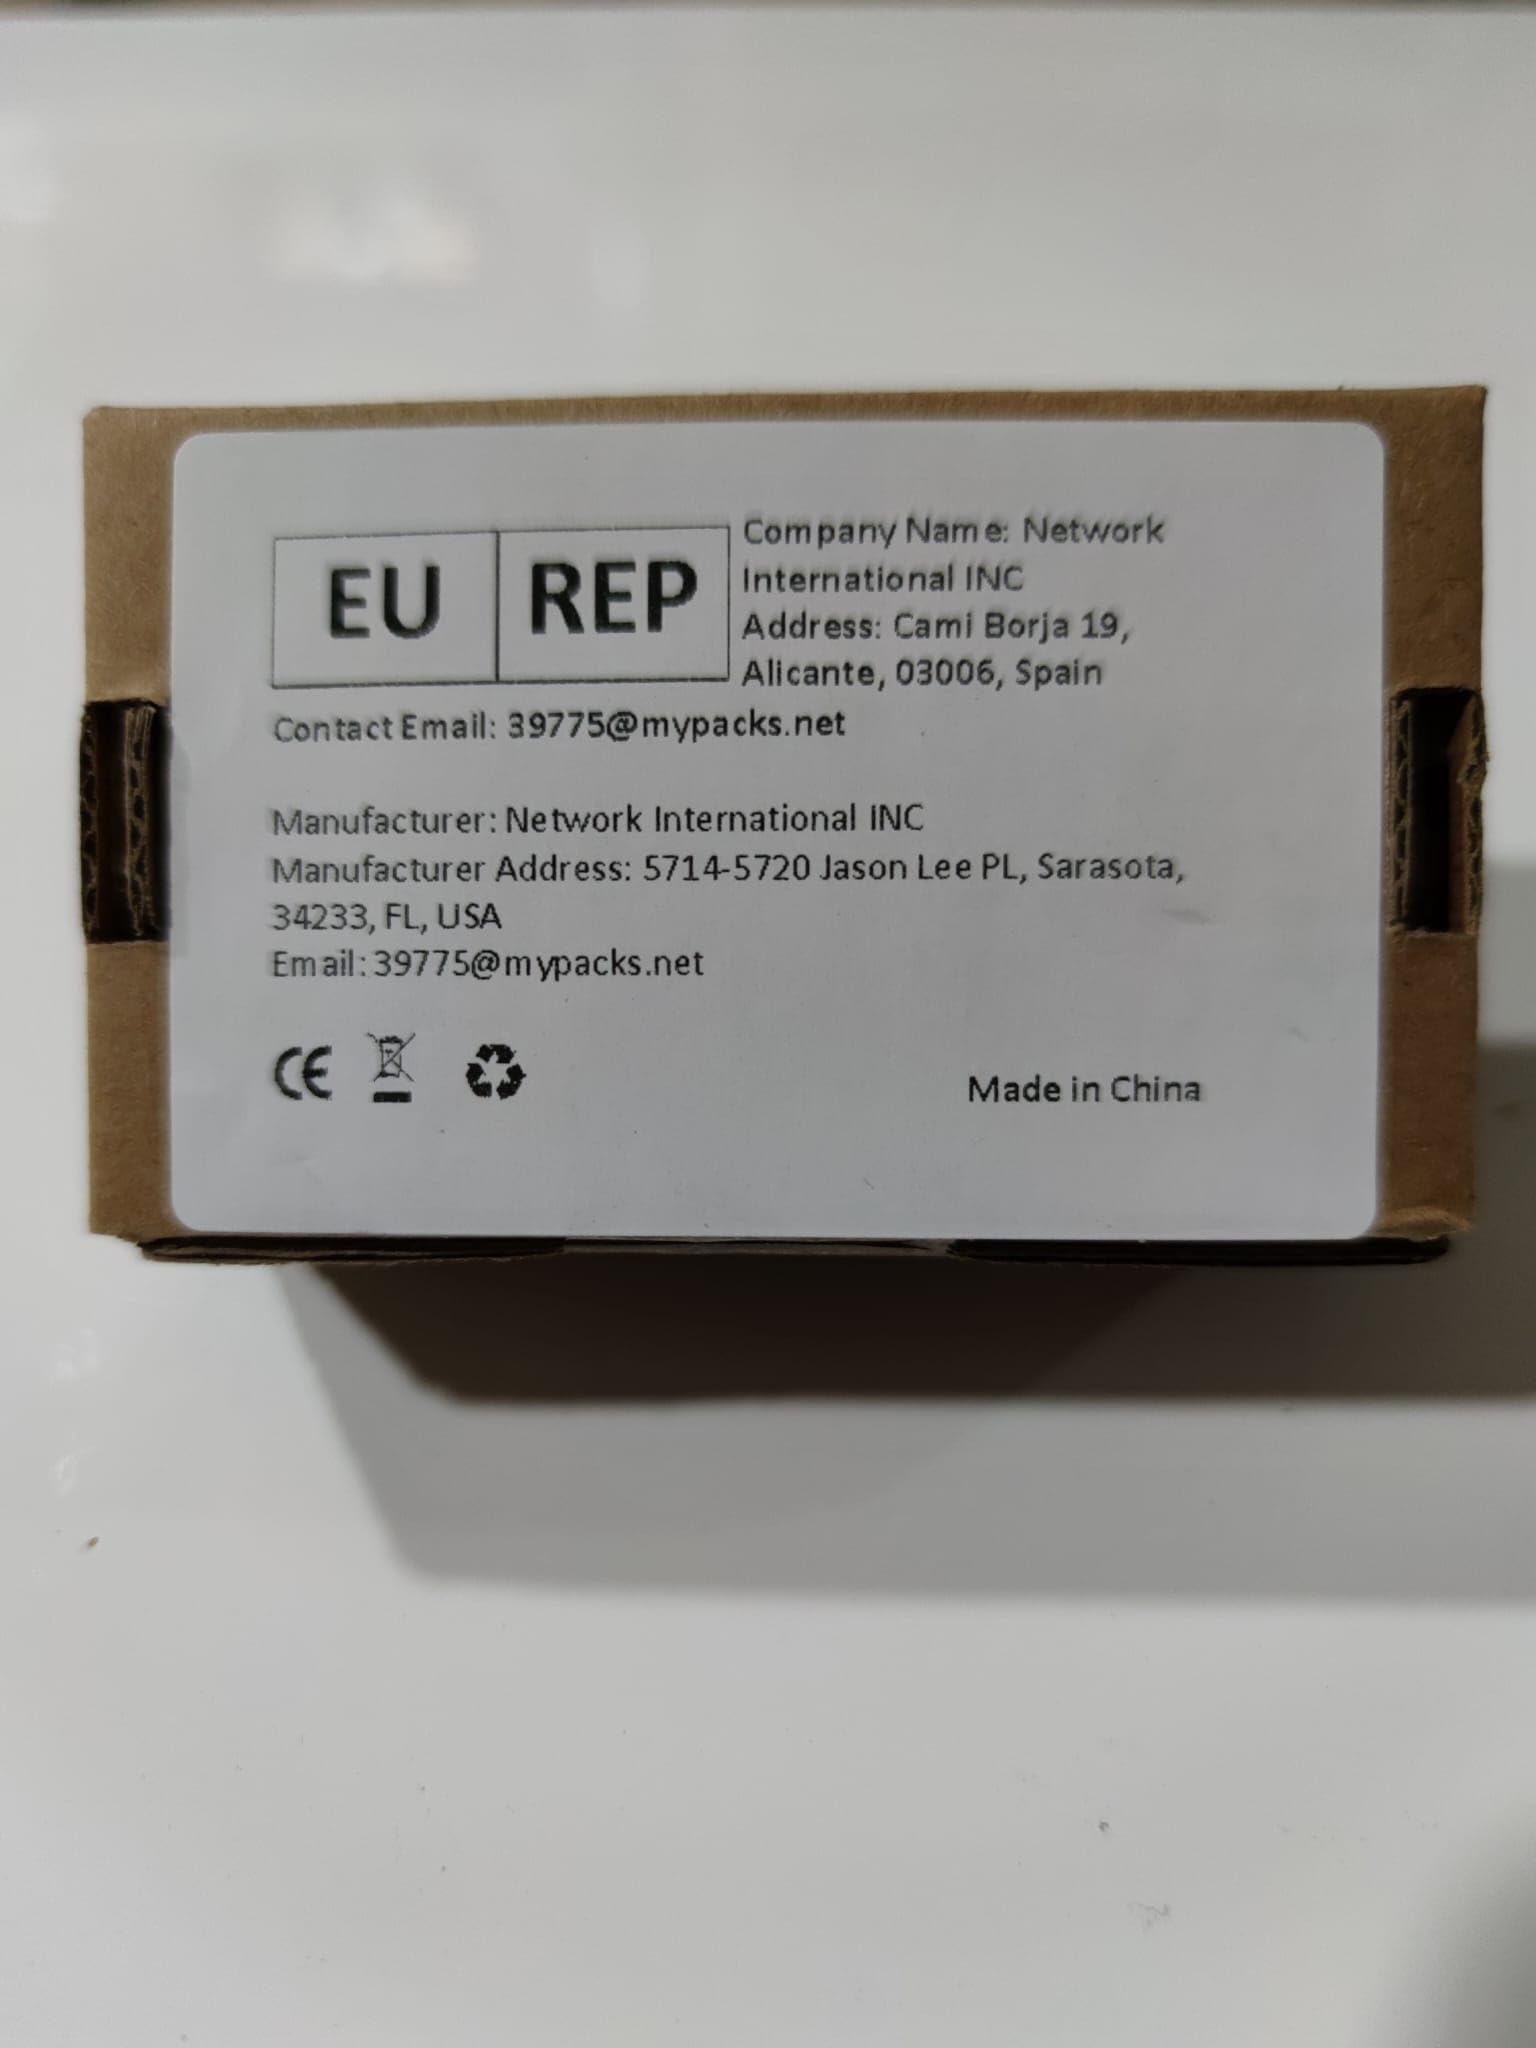 EU REP
Company Name: Network
International INC
Address: Cami Borja 19,
Alicante, 03006, Spain
Contact Email: 39775@mypacks.net
Manufacturer: Network International INC
Manufacturer Address: 5714-5720 Jason Lee PL, Sarasota,
34233, FL, USA
Email: 39775@mypacks.net
CE
Made in China